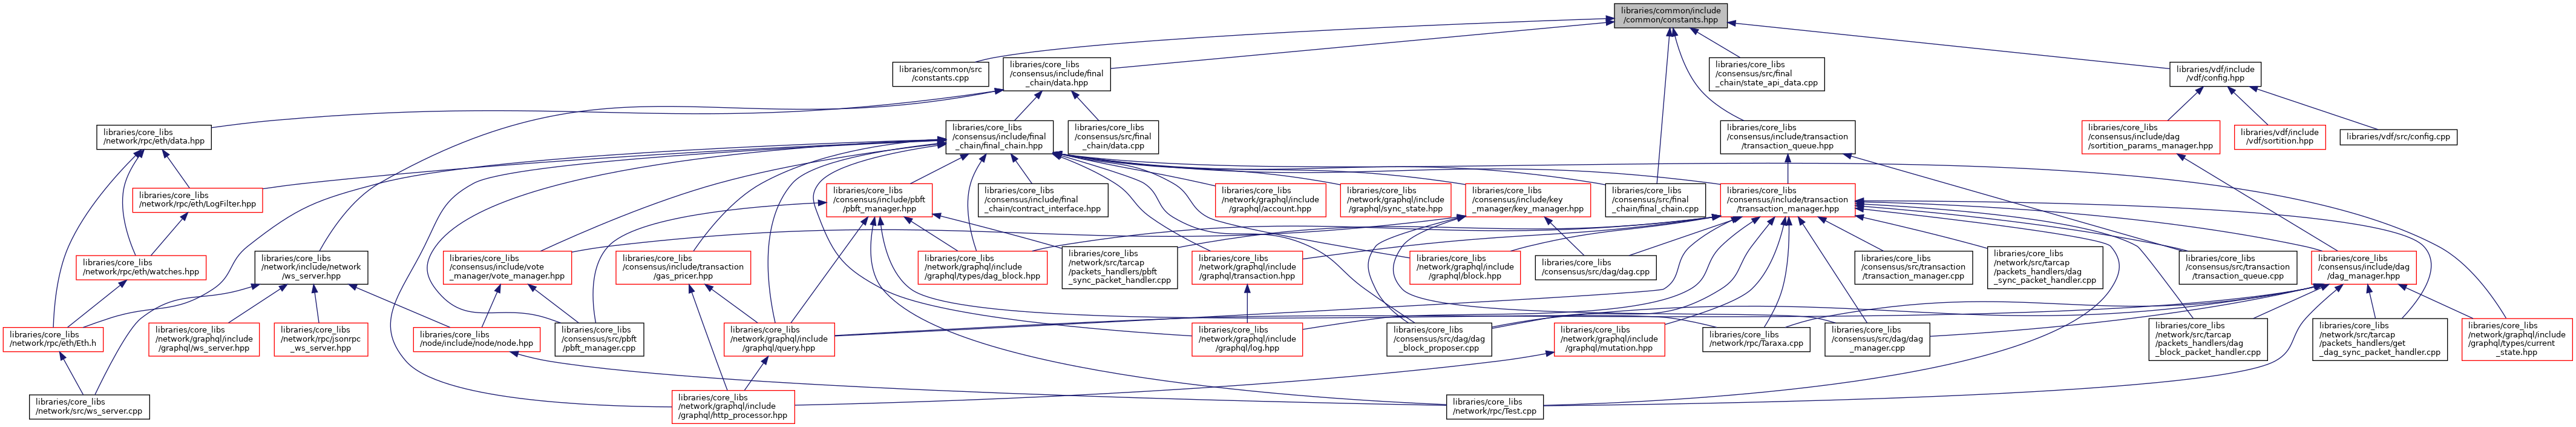 libraries/common/include
/common/constants.hpp
libraries/common/src
/constants.cpp
libraries/core_libs
/consensus/include/final
_chain/data.hpp
libraries/core_libs
/consensus/src/final
_chain/state_api_data.cpp
libraries/vdf/include
/vdf/config.hpp
libraries/core_libs
/network/rpc/eth/data.hpp
libraries/core_libs
/consensus/include/final
_chain/final_chain.hpp
libraries/core_libs
/consensus/src/final
_chain/data.cpp
libraries/core_libs
/consensus/include/transaction
/transaction_queue.hpp
libraries/core_libs
/consensus/include/dag
/sortition_params_manager.hpp
libraries/vdf/include
/vdf/sortition.hpp
libraries/vdf/src/config.cpp
libraries/core_libs
/network/rpc/eth/LogFilter.hpp
libraries/core_libs
/consensus/include/pbft
/pbft_manager.hpp
libraries/core_libs
/consensus/include/final
_chain/contract_interface.hpp
libraries/core_libs
/network/graphql/include
/graphql/account.hpp
libraries/core_libs
/network/graphql/include
/graphql/sync_state.hpp
libraries/core_libs
/consensus/include/key
_manager/key_manager.hpp
libraries/core_libs
/consensus/src/final
_chain/final_chain.cpp
libraries/core_libs
/consensus/include/transaction
/transaction_manager.hpp
libraries/core_libs
/network/rpc/eth/watches.hpp
libraries/core_libs
/network/include/network
/ws_server.hpp
libraries/core_libs
/consensus/include/vote
_manager/vote_manager.hpp
libraries/core_libs
/consensus/include/transaction
/gas_pricer.hpp
libraries/core_libs
/network/graphql/include
/graphql/types/dag_block.hpp
libraries/core_libs
/network/src/tarcap
/packets_handlers/pbft
_sync_packet_handler.cpp
libraries/core_libs
/network/graphql/include
/graphql/transaction.hpp
libraries/core_libs
/network/graphql/include
/graphql/block.hpp
libraries/core_libs
/consensus/src/dag/dag.cpp
libraries/core_libs
/consensus/src/transaction
/transaction_manager.cpp
libraries/core_libs
/network/src/tarcap
/packets_handlers/dag
_sync_packet_handler.cpp
libraries/core_libs
/consensus/src/transaction
/transaction_queue.cpp
libraries/core_libs
/consensus/include/dag
/dag_manager.hpp
libraries/core_libs
/network/rpc/eth/Eth.h
libraries/core_libs
/network/graphql/include
/graphql/ws_server.hpp
libraries/core_libs
/network/rpc/jsonrpc
_ws_server.hpp
libraries/core_libs
/node/include/node/node.hpp
libraries/core_libs
/consensus/src/pbft
/pbft_manager.cpp
libraries/core_libs
/network/graphql/include
/graphql/query.hpp
libraries/core_libs
/network/graphql/include
/graphql/log.hpp
libraries/core_libs
/consensus/src/dag/dag
_block_proposer.cpp
libraries/core_libs
/network/graphql/include
/graphql/mutation.hpp
libraries/core_libs
/network/rpc/Taraxa.cpp
libraries/core_libs
/consensus/src/dag/dag
_manager.cpp
libraries/core_libs
/network/src/tarcap
/packets_handlers/dag
_block_packet_handler.cpp
libraries/core_libs
/network/src/tarcap
/packets_handlers/get
_dag_sync_packet_handler.cpp
libraries/core_libs
/network/graphql/include
/graphql/types/current
_state.hpp
libraries/core_libs
/network/src/ws_server.cpp
libraries/core_libs
/network/graphql/include
/graphql/http_processor.hpp
libraries/core_libs
/network/rpc/Test.cpp